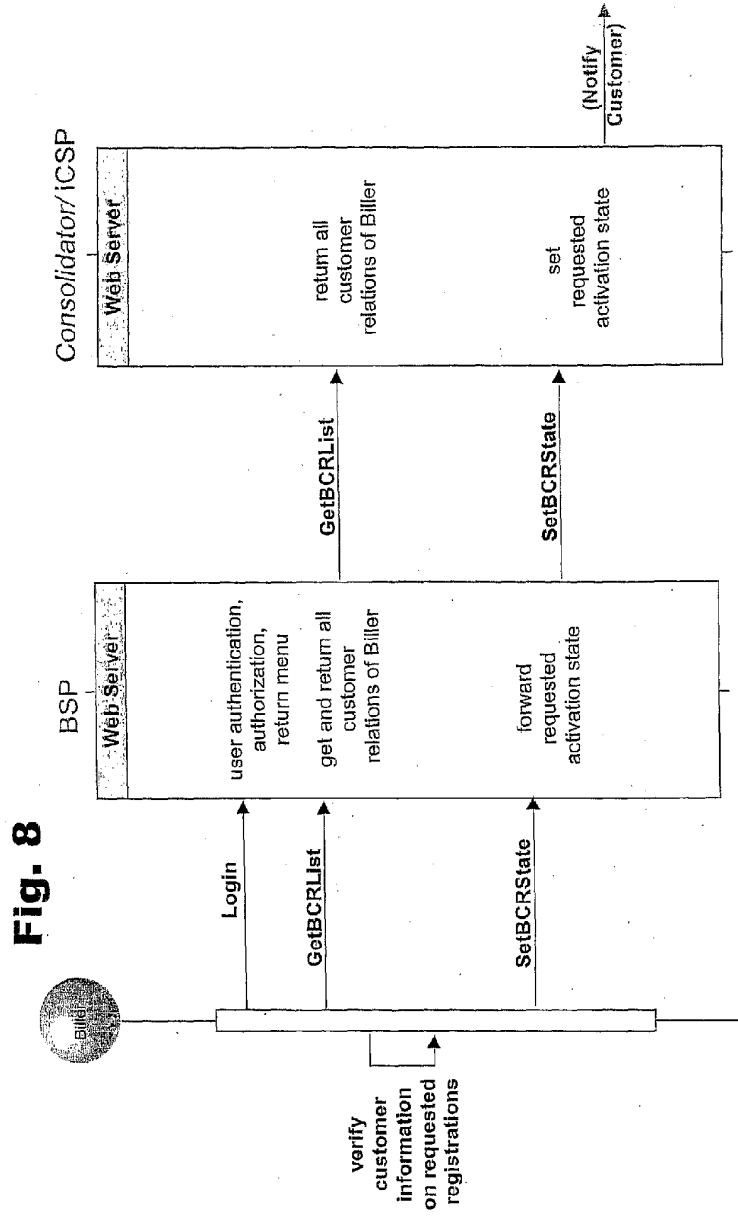 Fig. 8
Biller
BSP
Consolidator/ iCSP
Web Server
Web Server
Login
user authentication,
authorization,
return menu
GetBCRList
get and return all
customer
relations of Biller
GetBCRList
return all
customer
relations of Biller
verify
customer
information
on requested
registrations
SetBCRState
forward
requested
activation state
SetBCRState
set
requested
activation state
(Notify
Customer)